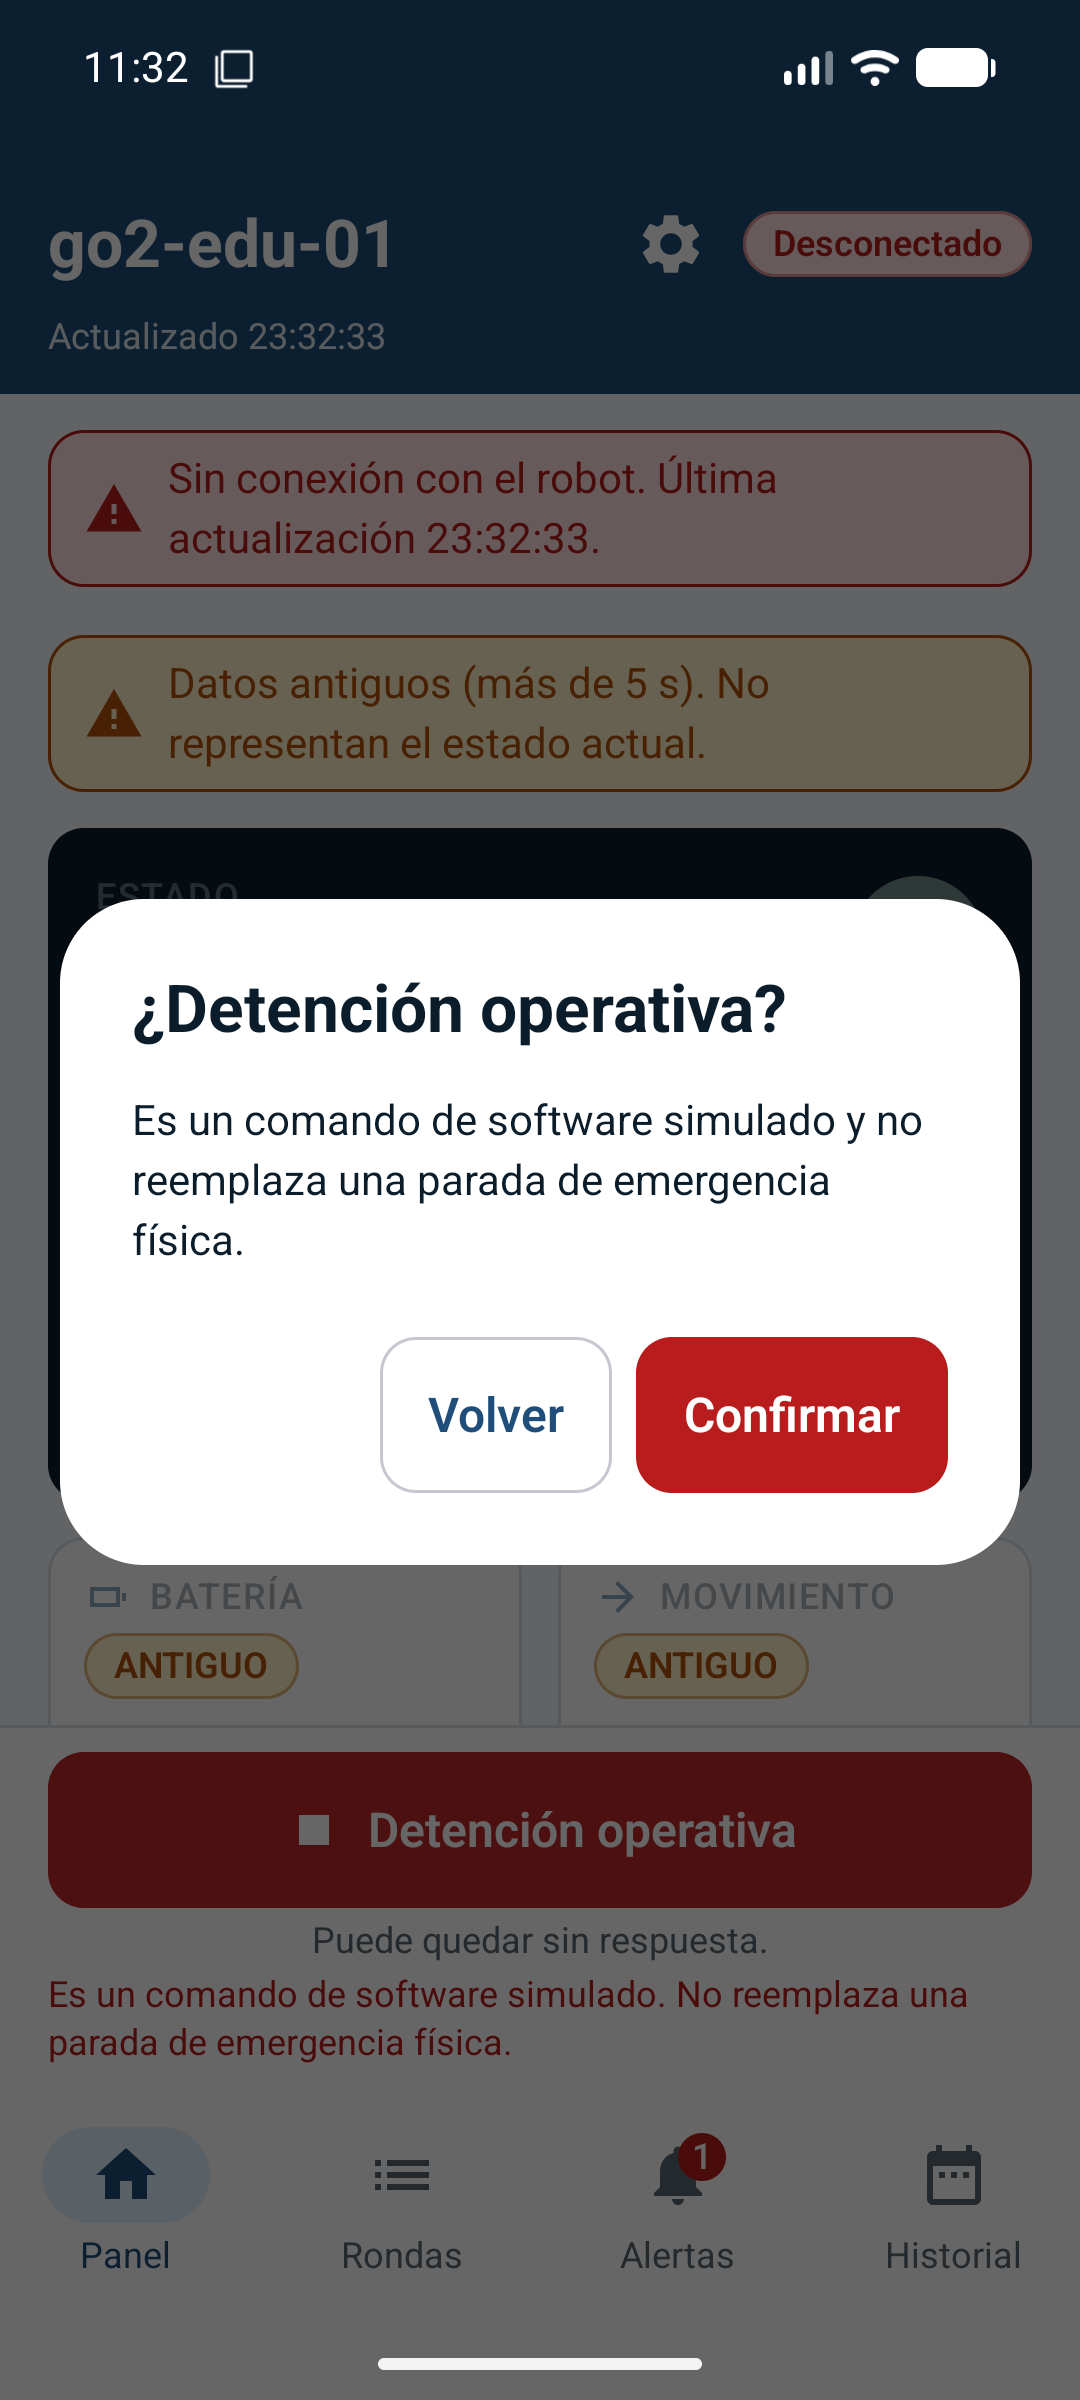 11:32
go2-edu-01
Desconectado
Actualizado 23:32:33
Sin conexión con el robot. Última
actualización 23:32:33.
Datos antiguos (más de 5 s). No
representan el estado actual.
ESTADO
¿Detención operativa?
Es un comando de software simulado y no
reemplaza una parada de emergencia
física.
Volver
Confirmar
BATERÍA
MOVIMIENTO
ANTIGUO
ANTIGUO
Detención operativa
Puede quedar sin respuesta.
Es un comando de software simulado. No reemplaza una
parada de emergencia física.
1
Panel
Rondas
Alertas
Historial